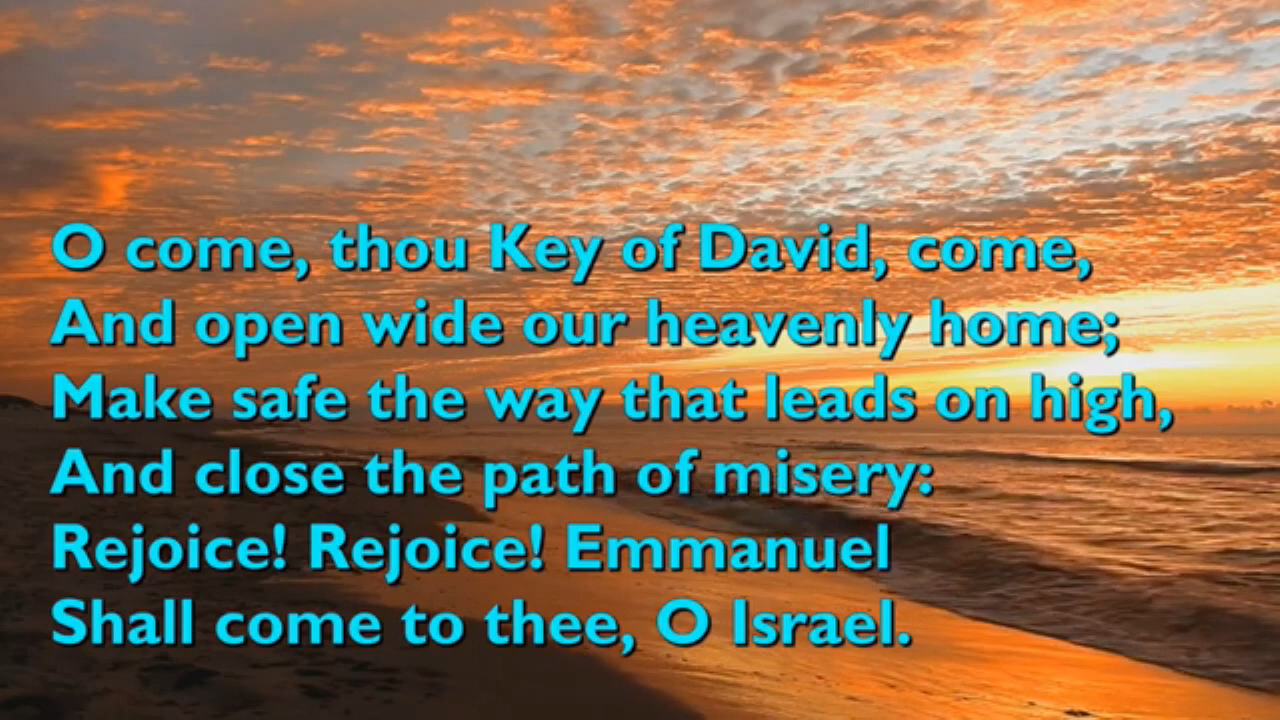 O come, thou Key of David, come,
And open wide our heavenly home;
Make safe the way that leads on high,
And close the path of misery:
Rejoice! Rejoice! Emmanuel
Shall come to thee, O Israel.